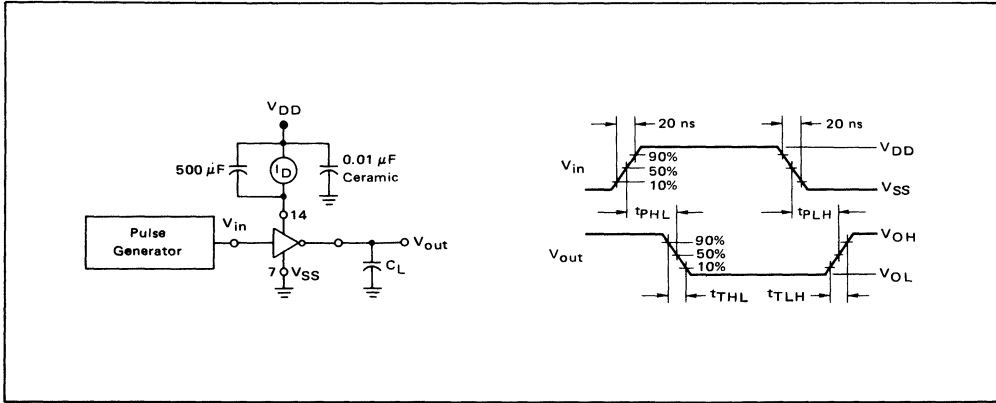 VDD
500 μF
ID
0.01 μF
Ceramic
14
Pulse
Generator
Vin
Vout
7
VSS
CL
20 ns
20 ns
Vin
90%
50%
10%
VDD
VSS
tPHL
tPLH
Vout
90%
50%
10%
VOH
VOL
tTHL
tTLH